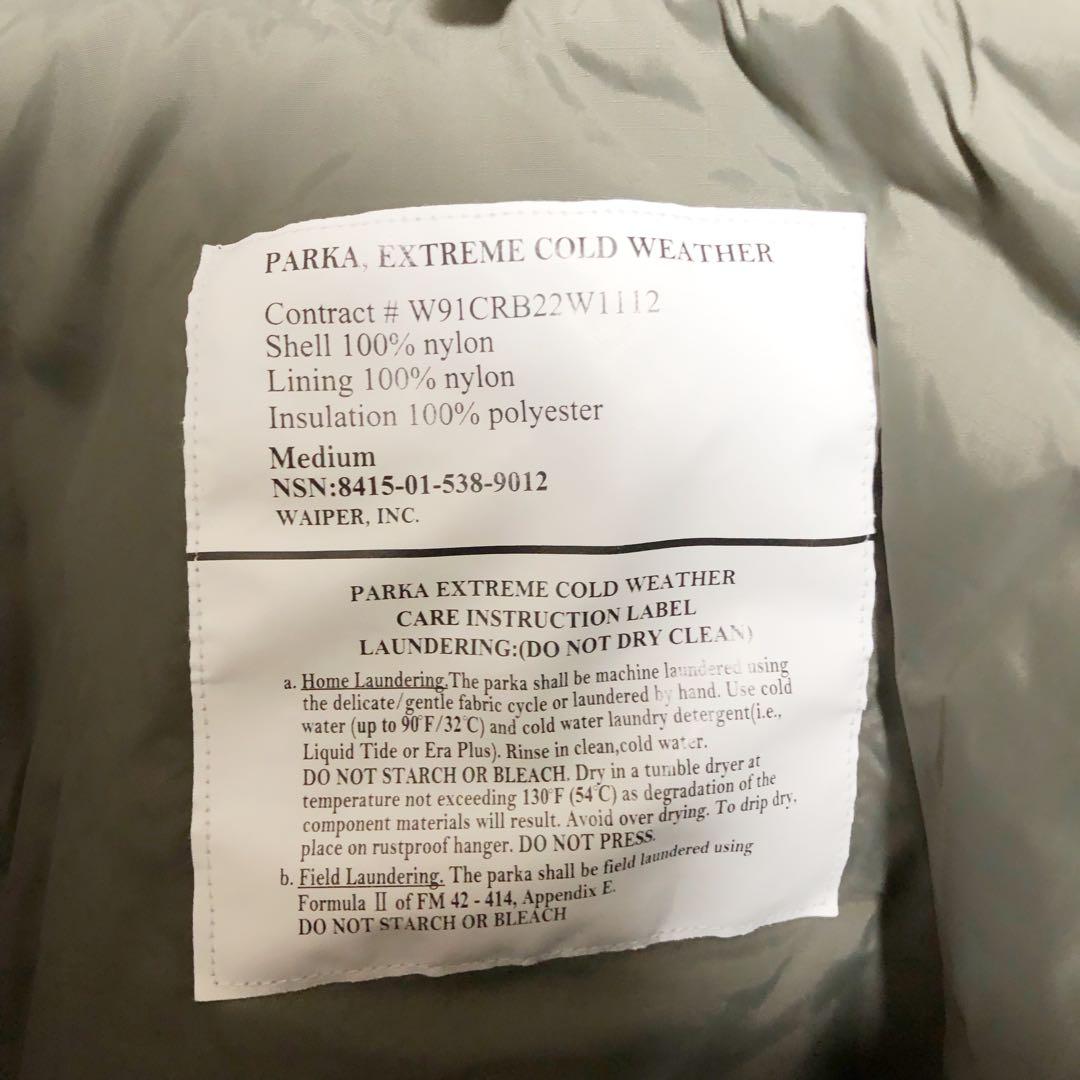 PARKA, EXTREME COLD WEATHER
Contract # W91CRB22W1112
Shell 100% nylon
Lining 100% nylon
Insulation 100% polyester
Medium
NSN:8415-01-538-9012
WAIPER, INC.
PARKA EXTREME COLD WEATHER
CARE INSTRUCTION LABEL
LAUNDERING:(DO NOT DRY CLEAN)
a. Home Laundering.The parka shall be machine laundered using
the delicate/gentle fabric cycle or laundered by hand. Use cold
water (up to 90°F/32°C) and cold water laundry detergent(i.e.,
Liquid Tide or Era Plus). Rinse in clean,cold water.
DO NOT STARCH OR BLEACH. Dry in a tumble dryer at
temperature not exceeding 130°F (54°C) as degradation of the
component materials will result. Avoid over drying. To drip dry,
place on rustproof hanger. DO NOT PRESS.
b. Field Laundering. The parka shall be field laundered using
Formula Ⅱ of FM 42 - 414, Appendix E.
DO NOT STARCH OR BLEACH